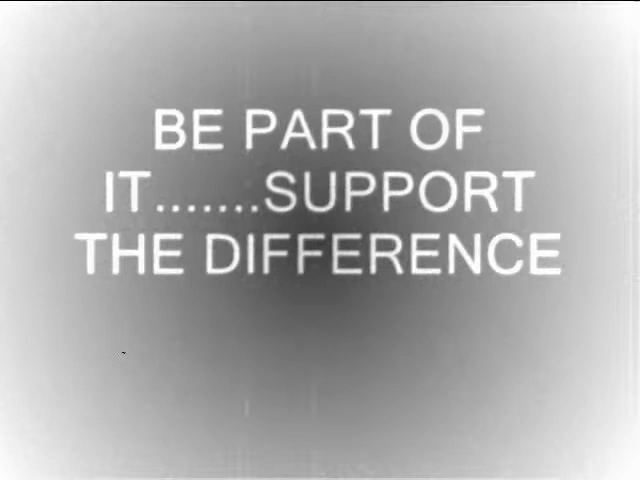 BE PART OF
IT.......SUPPORT
THE DIFFERENCE